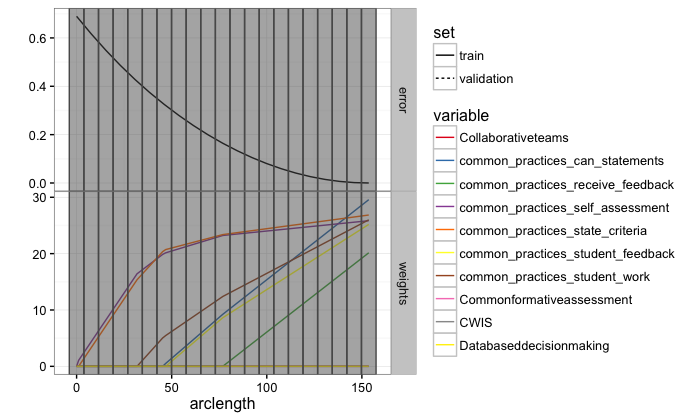 0.6
0.4
0.2
0.0
error
30
20
10
0
weights
0 50 100 150
arclength
set
train
validation
variable
Collaborativeteams
common_practices_can_statements
common_practices_receive_feedback
common_practices_self_assessment
common_practices_state_criteria
common_practices_student_feedback
common_practices_student_work
Commonformativeassessment
CWIS
Databaseddecisionmaking